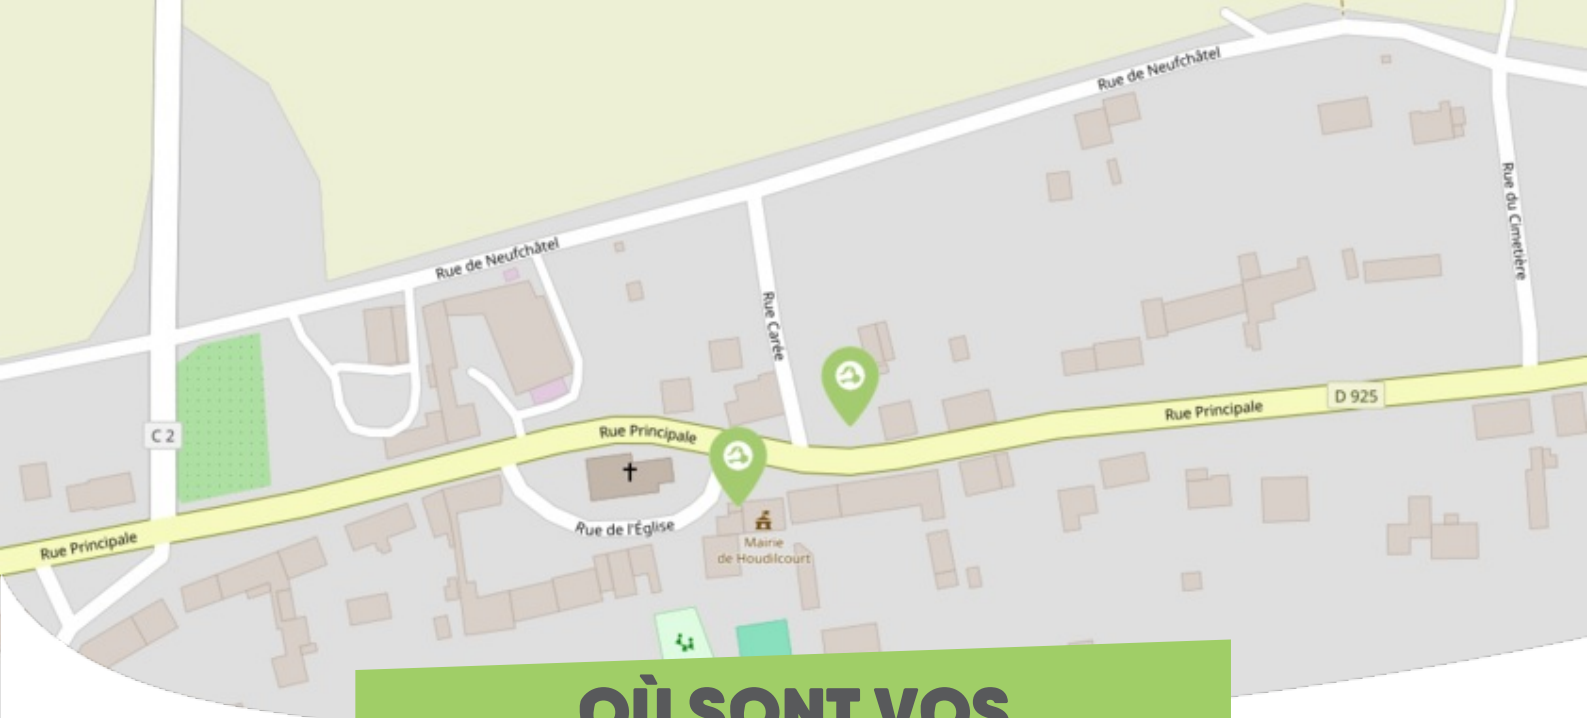 Rue de Neufchâtel
Rue de Neufchâtel
Rue du Cimetière
Rue Carée
D 925
Rue Principale
Rue Principale
C 2
Rue de l'Église
Mairie
de Houdilcourt
Rue Principale
OÙ SONT VOS